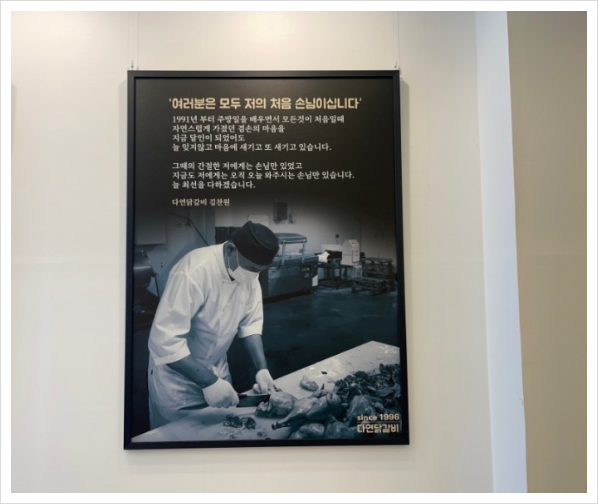 '여러분은 모두 저의 처음 손님이십니다'
1991년 부터 주방일을 배우면서 모든것이 처음일때
자연스럽게 가졌던 겸손의 마음을
지금 달인이 되었어도
늘 잊지않고 마음에 새기고 또 새기고 있습니다.
그때의 간절한 저에게는 손님만 있었고
지금도 저에게는 오직 오늘 와주시는 손님만 있습니다.
늘 최선을 다하겠습니다.
다연닭갈비 김찬원
since 1996
다연닭갈비